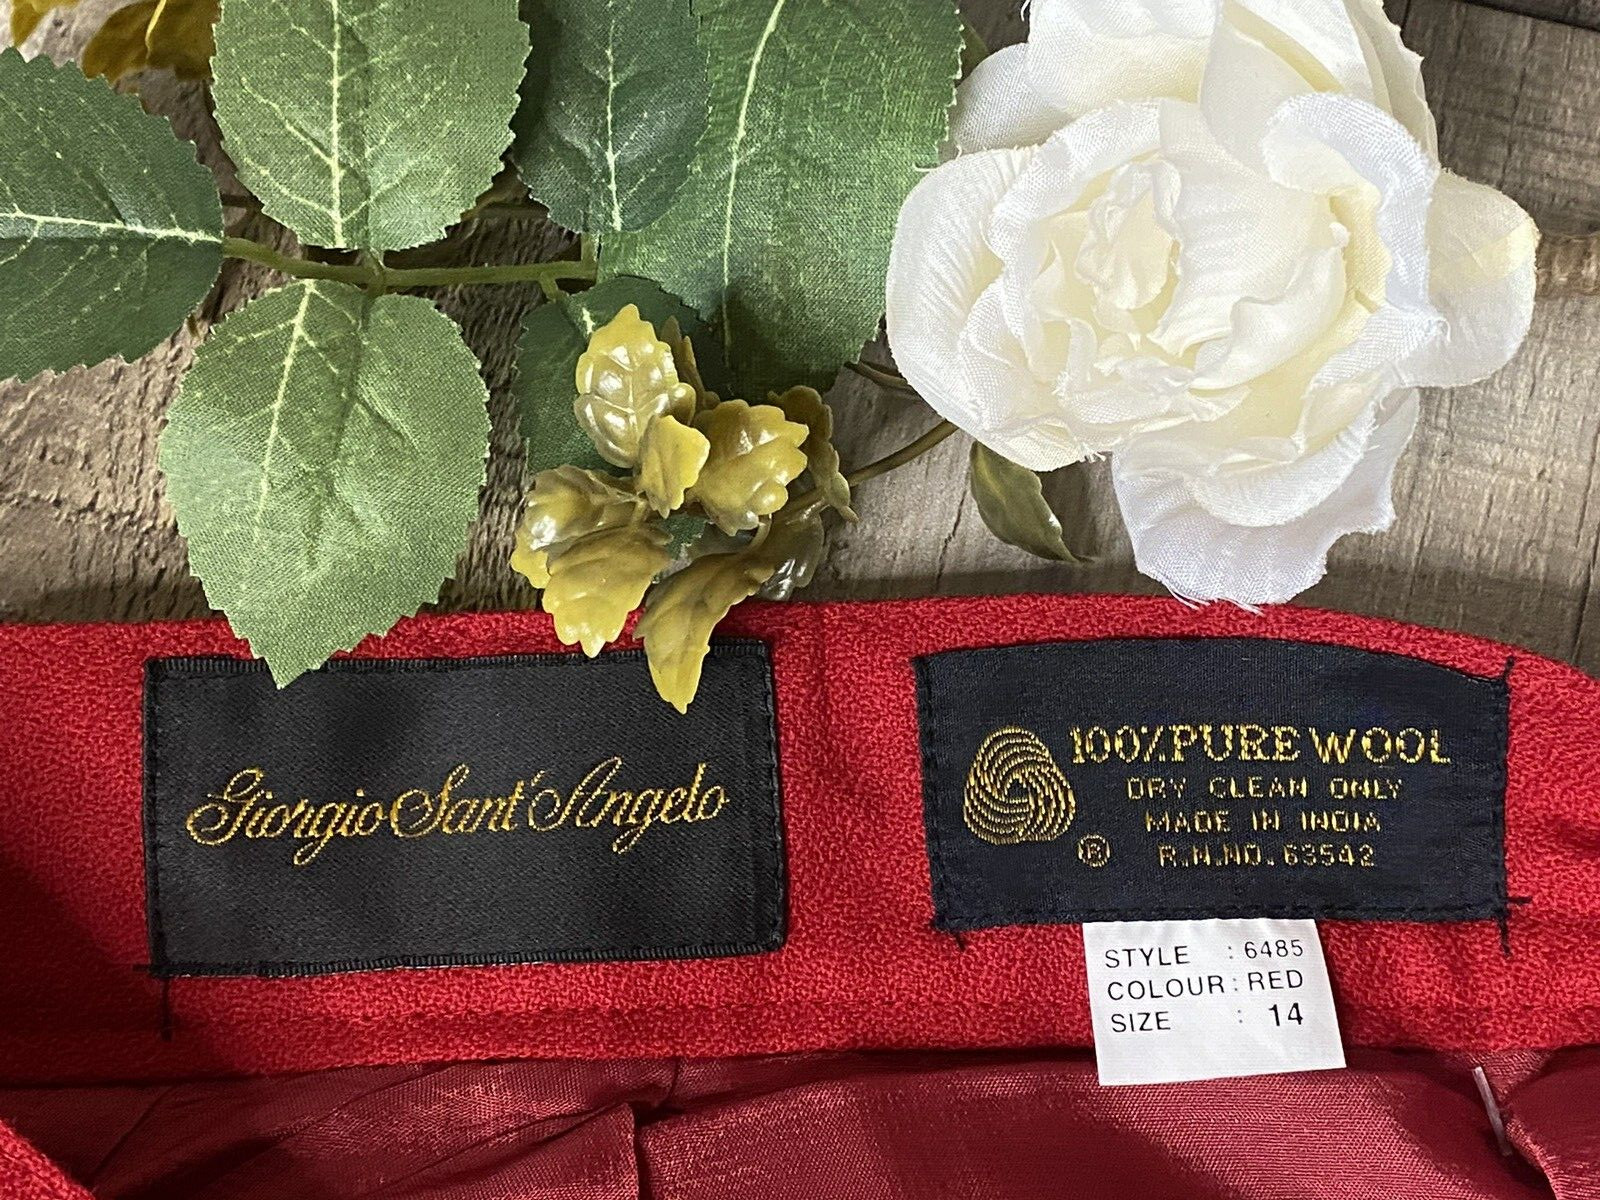 Giorgio Sant'Angelo
100% PURE WOOL
DRY CLEAN ONLY
MADE IN INDIA
® R.N.NO. 63542
STYLE : 6485
COLOUR : RED
SIZE : 14